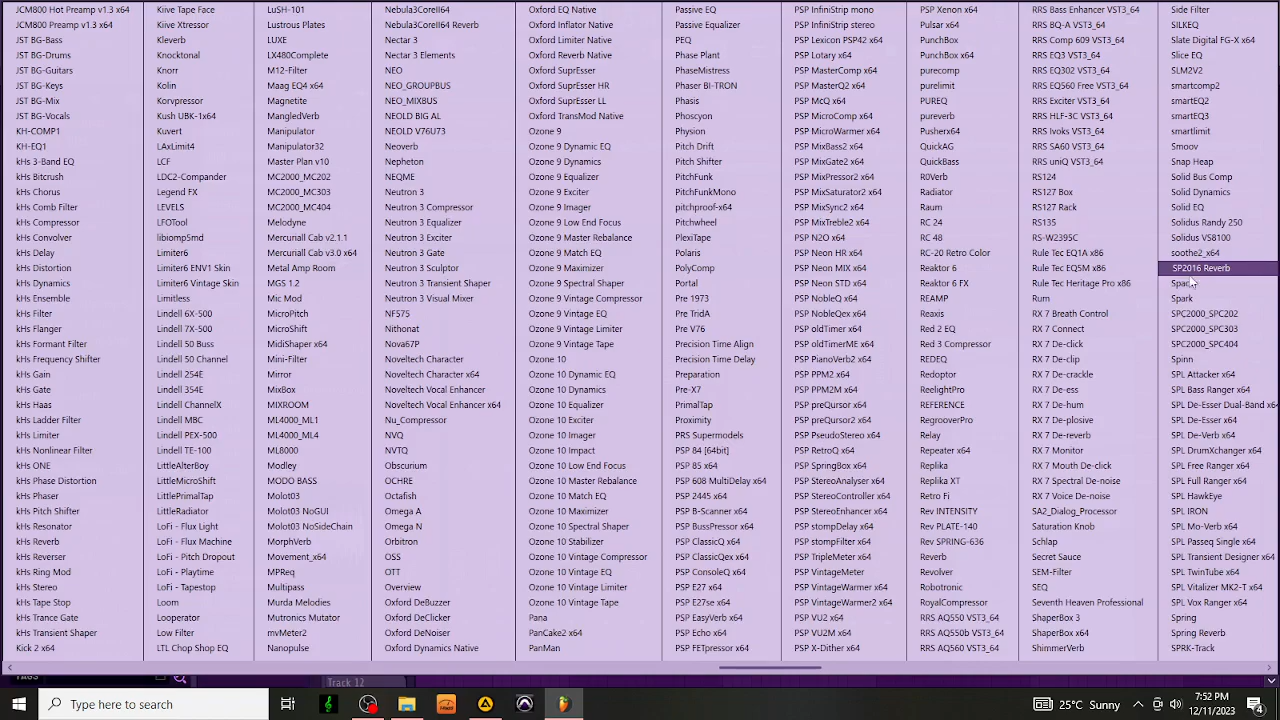 JCM800 Hot Preamp v1.3 x64
JCM800 Preamp v1.3 x64
JST BG-Bass
JST BG-Drums
JST BG-Guitars
JST BG-Keys
JST BG-Mix
JST BG-Vocals
KH-COMP1
KH-EQ1
kHs 3-Band EQ
kHs Bitcrush
kHs Chorus
kHs Comb Filter
kHs Compressor
kHs Convolver
kHs Delay
kHs Distortion
kHs Dynamics
kHs Ensemble
kHs Filter
kHs Flanger
kHs Formant Filter
kHs Frequency Shifter
kHs Gain
kHs Gate
kHs Haas
kHs Ladder Filter
kHs Limiter
kHs Nonlinear Filter
kHs ONE
kHs Phase Distortion
kHs Phaser
kHs Pitch Shifter
kHs Resonator
kHs Reverb
kHs Reverser
kHs Ring Mod
kHs Stereo
kHs Tape Stop
kHs Trance Gate
kHs Transient Shaper
Kick 2 x64
Kiive Tape Face
Kiive Xtressor
Kleverb
Knocktonal
Knorr
Kolin
Korvpressor
Kush UBK-1x64
Kuvert
LAxLimit4
LCF
LDC2-Compander
Legend FX
LEVELS
LFOTool
libiomp5md
Limiter6
Limiter6 ENV1 Skin
Limiter6 Vintage Skin
Limitless
Lindell 6X-500
Lindell 7X-500
Lindell 50 Buss
Lindell 50 Channel
Lindell 254E
Lindell 354E
Lindell ChannelX
Lindell MBC
Lindell PEX-500
Lindell TE-100
LittleAlterBoy
LittleMicroShift
LittlePrimalTap
LittleRadiator
LoFi - Flux Light
LoFi - Flux Machine
LoFi - Pitch Dropout
LoFi - Playtime
LoFi - Tapestop
Loom
Looperator
Low Filter
LTL Chop Shop EQ
LuSH-101
Lustrous Plates
LUXE
LX480Complete
M12-Filter
Maag EQ4 x64
Magnetite
MangledVerb
Manipulator
Manipulator32
Master Plan v10
MC2000_MC202
MC2000_MC303
MC2000_MC404
Melodyne
Mercuriall Cab v2.1.1
Mercuriall Cab v3.0 x64
Metal Amp Room
MGS 1.2
Mic Mod
MicroPitch
MicroShift
MidiShaper x64
Mini-Filter
Mirror
MixBox
MIXROOM
ML4000_ML1
ML4000_ML4
ML8000
Modley
MODO BASS
Molot03
Molot03 NoGUI
Molot03 NoSideChain
MorphVerb
Movement_x64
MPReq
Multipass
Murda Melodies
Mutronics Mutator
mvMeter2
Nanopulse
Nebula3CoreII64
Nebula3CoreII64 Reverb
Nectar 3
Nectar 3 Elements
NEO
NEO_GROUPBUS
NEO_MIXBUS
NEOLD BIG AL
NEOLD V76U73
Neoverb
Nepheton
NEQME
Neutron 3
Neutron 3 Compressor
Neutron 3 Equalizer
Neutron 3 Exciter
Neutron 3 Gate
Neutron 3 Sculptor
Neutron 3 Transient Shaper
Neutron 3 Visual Mixer
NF575
Nithonat
Nova67P
Noveltech Character
Noveltech Character x64
Noveltech Vocal Enhancer
Noveltech Vocal Enhancer x64
Nu_Compressor
NVQ
NVTQ
Obscurium
OCHRE
Octafish
Omega A
Omega N
Orbitron
OSS
OTT
Overview
Oxford DeBuzzer
Oxford DeClicker
Oxford DeNoiser
Oxford Dynamics Native
Oxford EQ Native
Oxford Inflator Native
Oxford Limiter Native
Oxford Reverb Native
Oxford SuprEsser
Oxford SuprEsser HR
Oxford SuprEsser LL
Oxford TransMod Native
Ozone 9
Ozone 9 Dynamic EQ
Ozone 9 Dynamics
Ozone 9 Equalizer
Ozone 9 Exciter
Ozone 9 Imager
Ozone 9 Low End Focus
Ozone 9 Master Rebalance
Ozone 9 Match EQ
Ozone 9 Maximizer
Ozone 9 Spectral Shaper
Ozone 9 Vintage Compressor
Ozone 9 Vintage EQ
Ozone 9 Vintage Limiter
Ozone 9 Vintage Tape
Ozone 10
Ozone 10 Dynamic EQ
Ozone 10 Dynamics
Ozone 10 Equalizer
Ozone 10 Exciter
Ozone 10 Imager
Ozone 10 Impact
Ozone 10 Low End Focus
Ozone 10 Master Rebalance
Ozone 10 Match EQ
Ozone 10 Maximizer
Ozone 10 Spectral Shaper
Ozone 10 Stabilizer
Ozone 10 Vintage Compressor
Ozone 10 Vintage EQ
Ozone 10 Vintage Limiter
Ozone 10 Vintage Tape
Pana
PanCake2 x64
PanMan
Passive EQ
Passive Equalizer
PEQ
Phase Plant
PhaseMistress
Phaser BI-TRON
Phasis
Phoscyon
Physion
Pitch Drift
Pitch Shifter
PitchFunk
PitchFunkMono
pitchproof-x64
Pitchwheel
PlexiTape
Polaris
PolyComp
Portal
Pre 1973
Pre TridA
Pre V76
Precision Time Align
Precision Time Delay
Preparation
Pre-X7
PrimalTap
Proximity
PRS Supermodels
PSP 84 [64bit]
PSP 85 x64
PSP 608 MultiDelay x64
PSP 2445 x64
PSP B-Scanner x64
PSP BussPressor x64
PSP ClassicQ x64
PSP ClassicQex x64
PSP ConsoleQ x64
PSP E27 x64
PSP E27se x64
PSP EasyVerb x64
PSP Echo x64
PSP FETpressor x64
PSP InfiniStrip mono
PSP InfiniStrip stereo
PSP Lexicon PSP42 x64
PSP Lotary x64
PSP MasterComp x64
PSP MasterQ2 x64
PSP McQ x64
PSP MicroComp x64
PSP MicroWarmer x64
PSP MixBass2 x64
PSP MixGate2 x64
PSP MixPressor2 x64
PSP MixSaturator2 x64
PSP MixSync2 x64
PSP MixTreble2 x64
PSP N2O x64
PSP Neon HR x64
PSP Neon MIX x64
PSP Neon STD x64
PSP NobleQ x64
PSP NobleQex x64
PSP oldTimer x64
PSP oldTimerME x64
PSP PianoVerb2 x64
PSP PPM2 x64
PSP PPM2M x64
PSP preQursor x64
PSP preQursor2 x64
PSP PseudoStereo x64
PSP RetroQ x64
PSP SpringBox x64
PSP StereoAnalyser x64
PSP StereoController x64
PSP StereoEnhancer x64
PSP stompDelay x64
PSP stompFilter x64
PSP TripleMeter x64
PSP VintageMeter
PSP VintageWarmer x64
PSP VintageWarmer2 x64
PSP VU2 x64
PSP VU2M x64
PSP X-Dither x64
PSP Xenon x64
Pulsar x64
PunchBox
PunchBox x64
purecomp
purelimit
PUREQ
pureverb
Pusherx64
QuickAG
QuickBass
R0Verb
Radiator
Raum
RC 24
RC 48
RC-20 Retro Color
Reaktor 6
Reaktor 6 FX
REAMP
Reaxis
Red 2 EQ
Red 3 Compressor
REDEQ
Redoptor
ReelightPro
REFERENCE
RegrooverPro
Relay
Repeater x64
Replika
Replika XT
Retro Fi
Rev INTENSITY
Rev PLATE-140
Rev SPRING-636
Reverb
Revolver
Robotronic
RoyalCompressor
RRS AQ550 VST3_64
RRS AQ550b VST3_64
RRS AQ560 VST3_64
RRS Bass Enhancer VST3_64
RRS BQ-A VST3_64
RRS Comp 609 VST3_64
RRS EQ3 VST3_64
RRS EQ302 VST3_64
RRS EQ560 Free VST3_64
RRS Exciter VST3_64
RRS HLF-3C VST3_64
RRS Ivoks VST3_64
RRS SA60 VST3_64
RRS uniQ VST3_64
RS124
RS127 Box
RS127 Rack
RS135
RS-W2395C
Rule Tec EQ1A x86
Rule Tec EQ5M x86
Rule Tec Heritage Pro x86
Rum
RX 7 Breath Control
RX 7 Connect
RX 7 De-click
RX 7 De-clip
RX 7 De-crackle
RX 7 De-ess
RX 7 De-hum
RX 7 De-plosive
RX 7 De-reverb
RX 7 Monitor
RX 7 Mouth De-click
RX 7 Spectral De-noise
RX 7 Voice De-noise
SA2_Dialog_Processor
Saturation Knob
Schlap
Secret Sauce
SEM-Filter
SEQ
Seventh Heaven Professional
ShaperBox 3
ShaperBox x64
ShimmerVerb
Side Filter
SILKEQ
Slate Digital FG-X x64
Slice EQ
SLM2V2
smartcomp2
smartEQ2
smartEQ3
smartlimit
Smoov
Snap Heap
Solid Bus Comp
Solid Dynamics
Solid EQ
Solidus Randy 250
Solidus VS8100
soothe2_x64
SP2016 Reverb
Spark
SPC2000_SPC202
SPC2000_SPC303
SPC2000_SPC404
Spinn
SPL Attacker x64
SPL Bass Ranger x64
SPL De-Esser Dual-Band x64
SPL De-Esser x64
SPL De-Verb x64
SPL DrumXchanger x64
SPL Free Ranger x64
SPL Full Ranger x64
SPL HawkEye
SPL IRON
SPL Mo-Verb x64
SPL Passeq Single x64
SPL Transient Designer x64
SPL TwinTube x64
SPL Vitalizer MK2-T x64
SPL Vox Ranger x64
Spring
Spring Reverb
SPRK-Track
Track 12
Type here to search
25°C Sunny
7:52 PM
12/11/2023
4